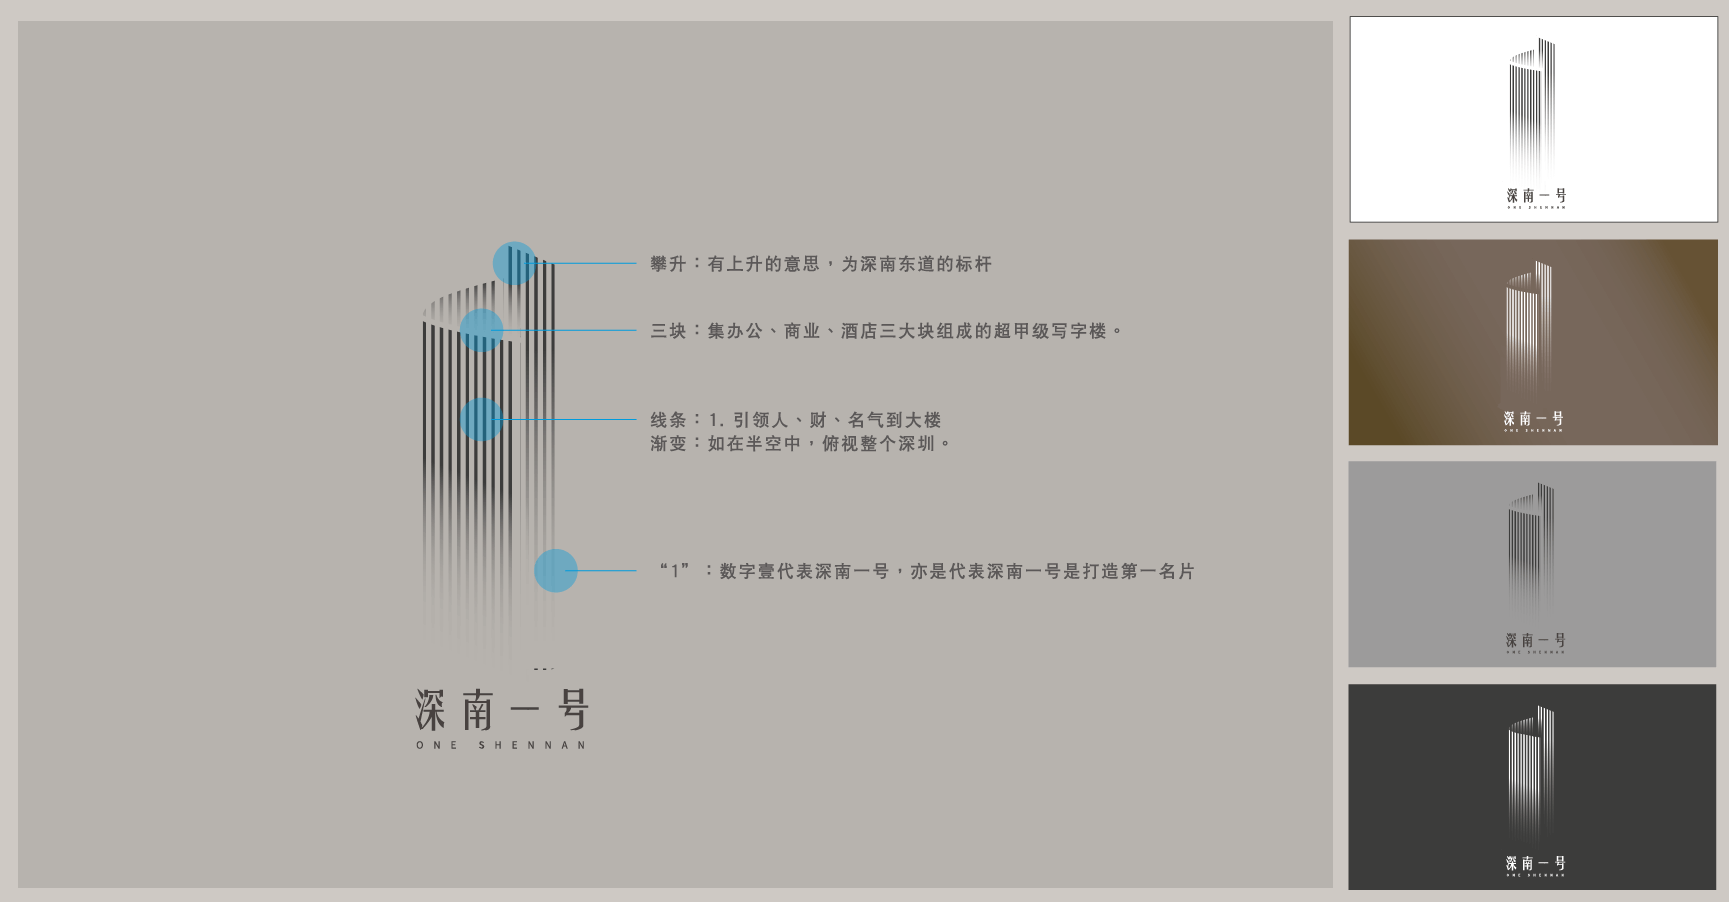 攀升：有上升的意思，为深南东道的标杆
三块：集办公、商业、酒店三大块组成的超甲级写字楼。
线条：1. 引领人、财、名气到大楼
渐变：如在半空中，俯视整个深圳。
“1”：数字壹代表深南一号，亦是代表深南一号是打造第一名片
深南一号
ONE SHENNAN
深南一号
ONE SHENNAN
深南一号
ONE SHENNAN
深南一号
ONE SHENNAN
深南一号
ONE SHENNAN